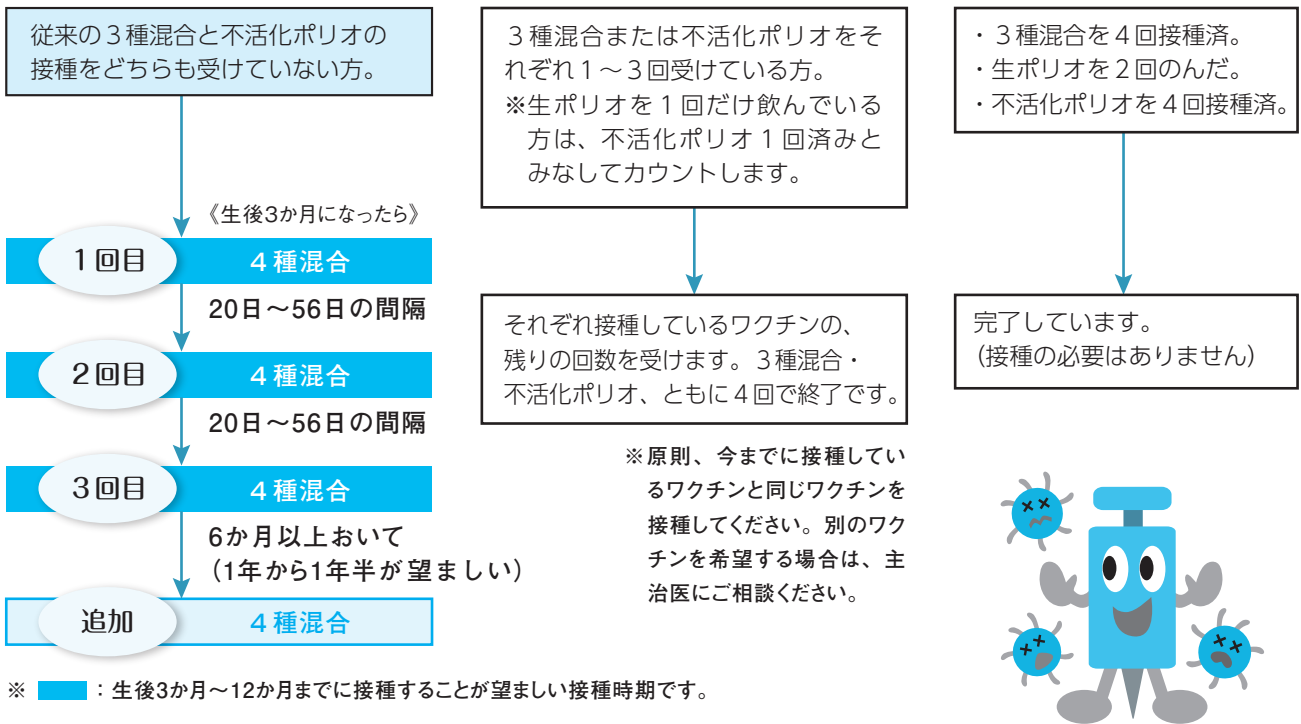 従来の３種混合と不活化ポリオの
接種をどちらも受けていない方。
《生後3か月になったら》
１回目
４種混合
20日〜56日の間隔
２回目
４種混合
20日〜56日の間隔
３回目
４種混合
6か月以上おいて
（1年から1年半が望ましい）
追加
４種混合
※　：生後3か月〜12か月までに接種することが望ましい接種時期です。
３種混合または不活化ポリオをそ
れぞれ１〜３回受けている方。
※生ポリオを１回だけ飲んでいる
方は、不活化ポリオ１回済みと
みなしてカウントします。
それぞれ接種しているワクチンの、
残りの回数を受けます。３種混合・
不活化ポリオ、ともに４回で終了です。
※原則、今までに接種してい
るワクチンと同じワクチンを
接種してください。別のワク
チンを希望する場合は、主
治医にご相談ください。
・３種混合を４回接種済。
・生ポリオを２回のんだ。
・不活化ポリオを４回接種済。
完了しています。
（接種の必要はありません）